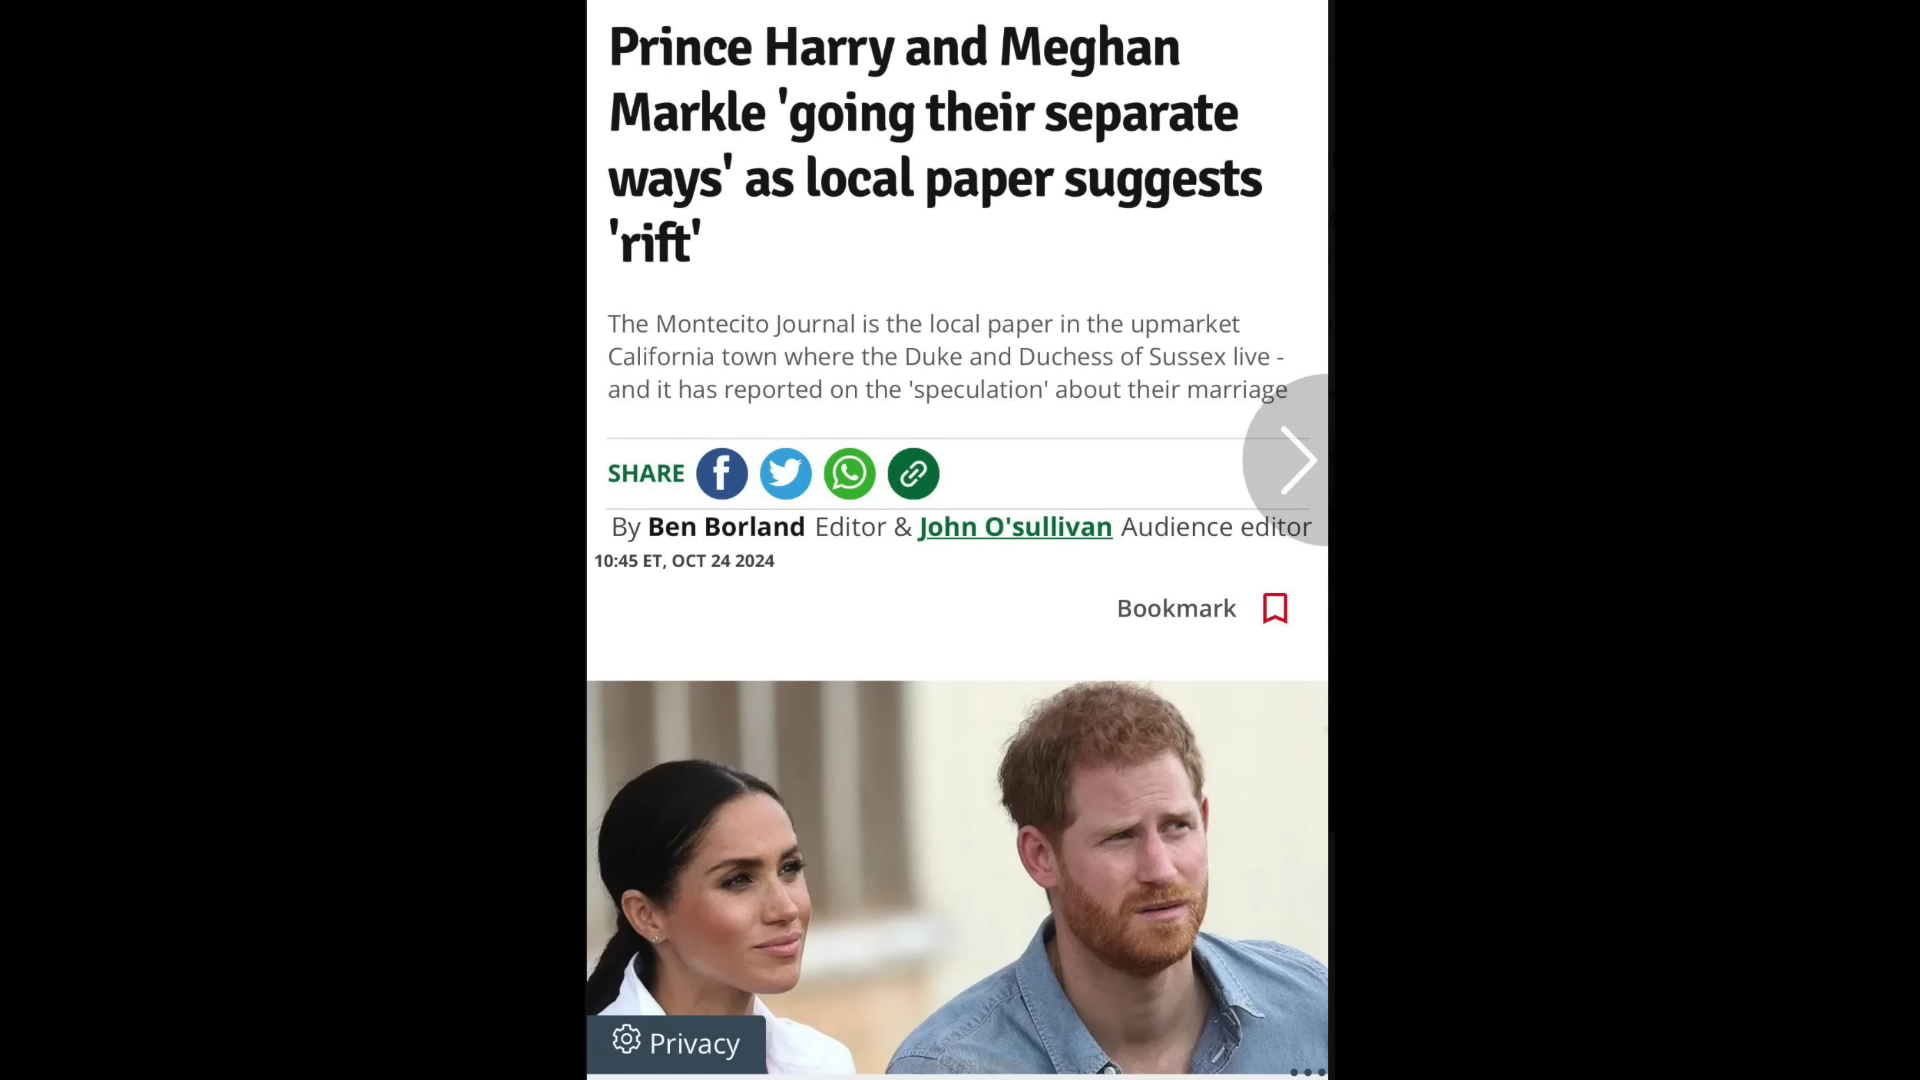 Prince Harry and Meghan
Markle 'going their separate
ways' as local paper suggests
'rift'
The Montecito Journal is the local paper in the upmarket
California town where the Duke and Duchess of Sussex live -
and it has reported on the 'speculation' about their marriage
SHARE
By Ben Borland Editor & John O'sullivan Audience editor
10:45 ET, OCT 24 2024
Bookmark
Privacy